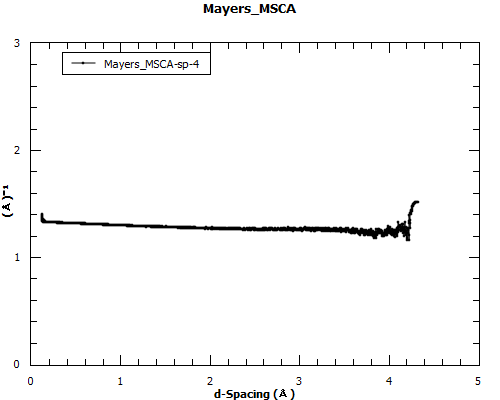 Mayers_MSCA
3
Mayers_MSCA-sp-4
2
(Å)⁻¹
1
0
0 1 2 3 4 5
d-Spacing (Å)